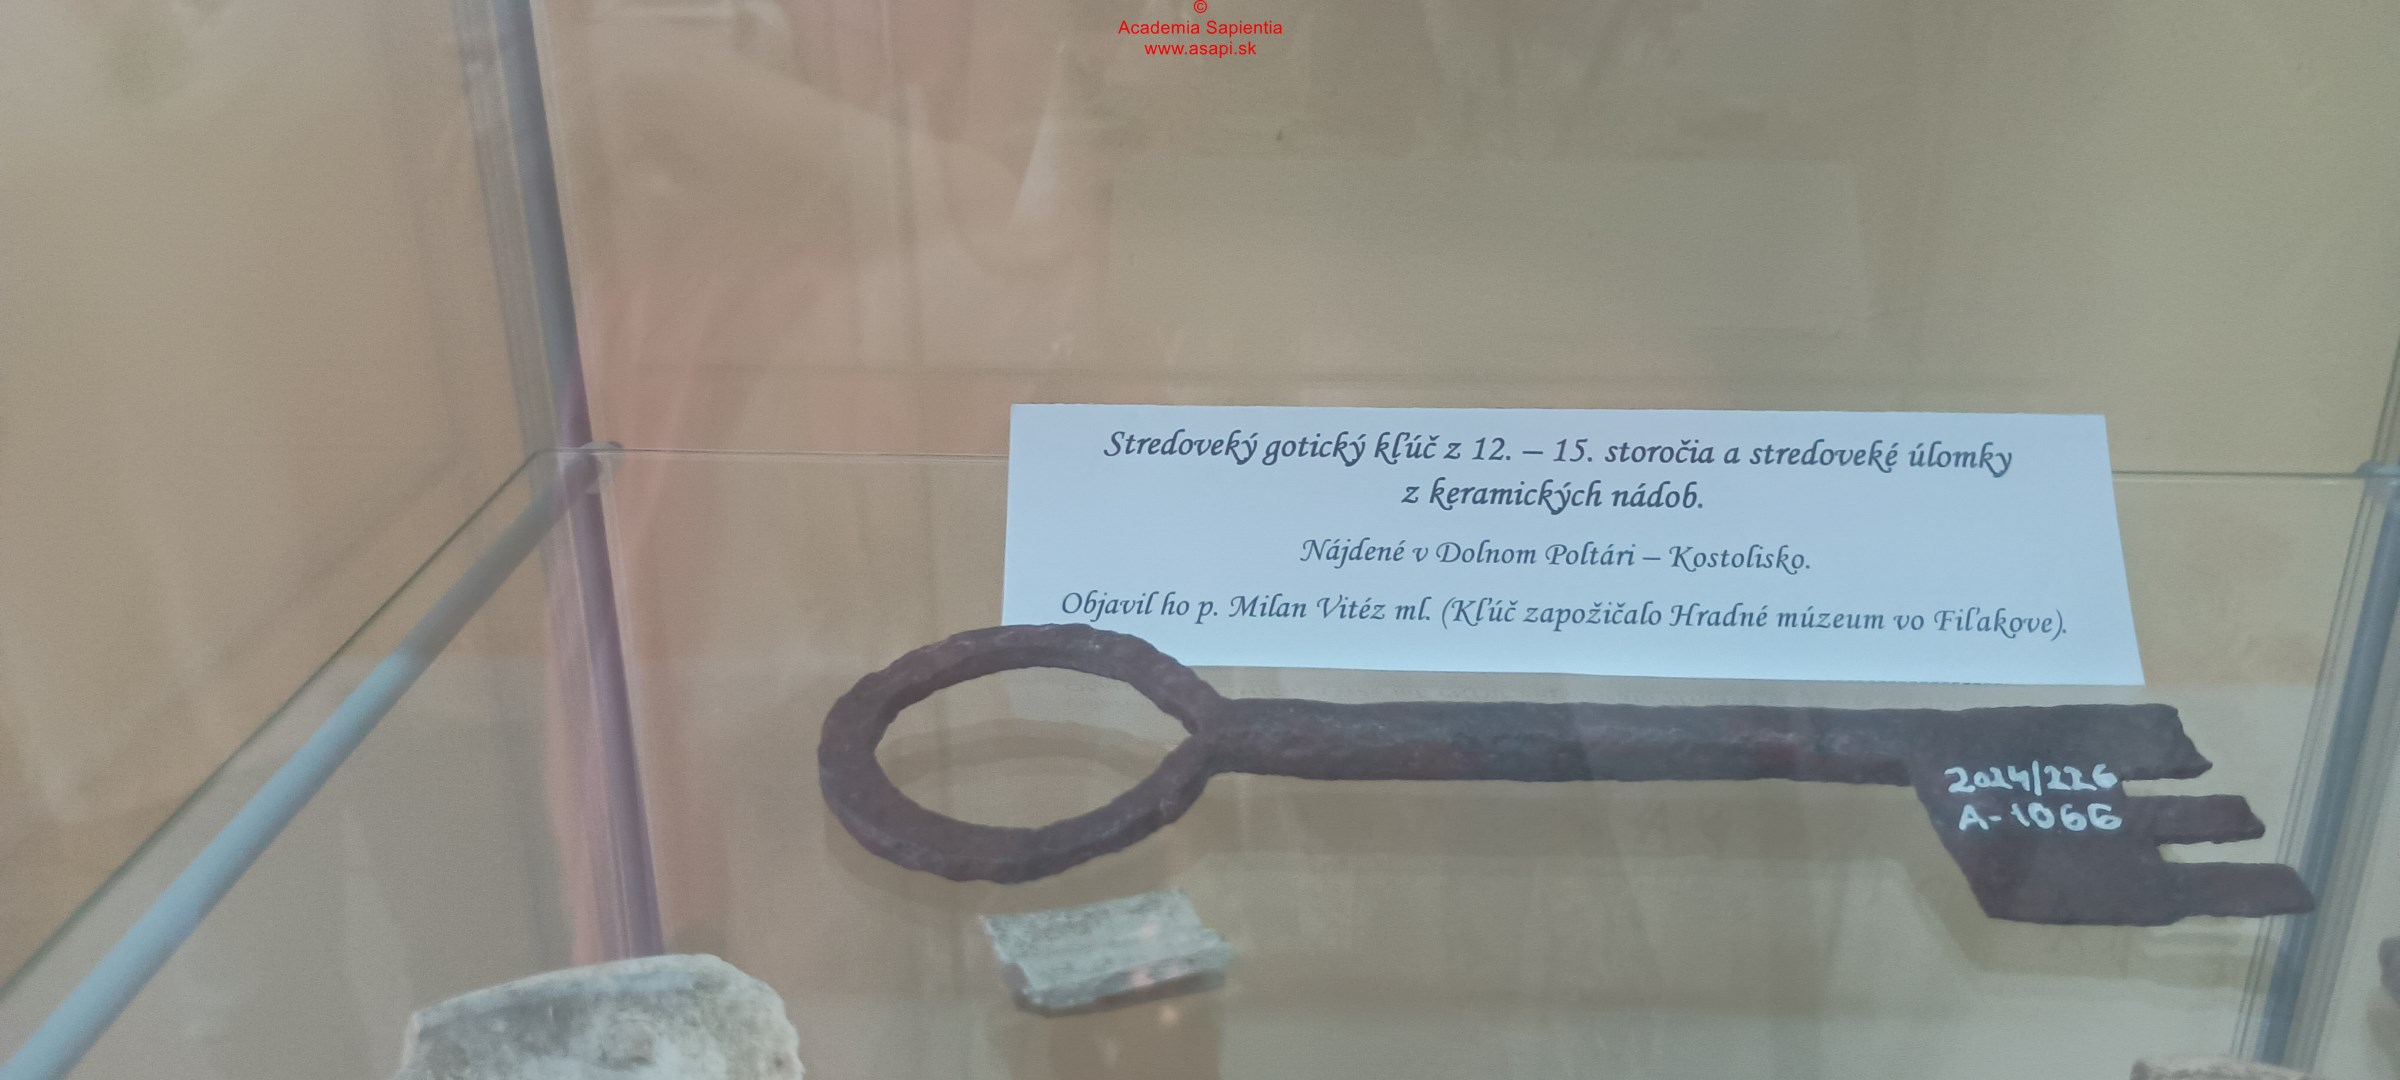 ©
Academia Sapientia
www.asapi.sk
Stredoveký gotický kľúč z 12. – 15. storočia a stredoveké úlomky
z keramických nádob.
Nájdené v Dolnom Poltári – Kostolisko.
Objavil ho p. Milan Vitéz ml. (Kľúč zapožičalo Hradné múzeum vo Fiľakove).
2024/226
A-1066